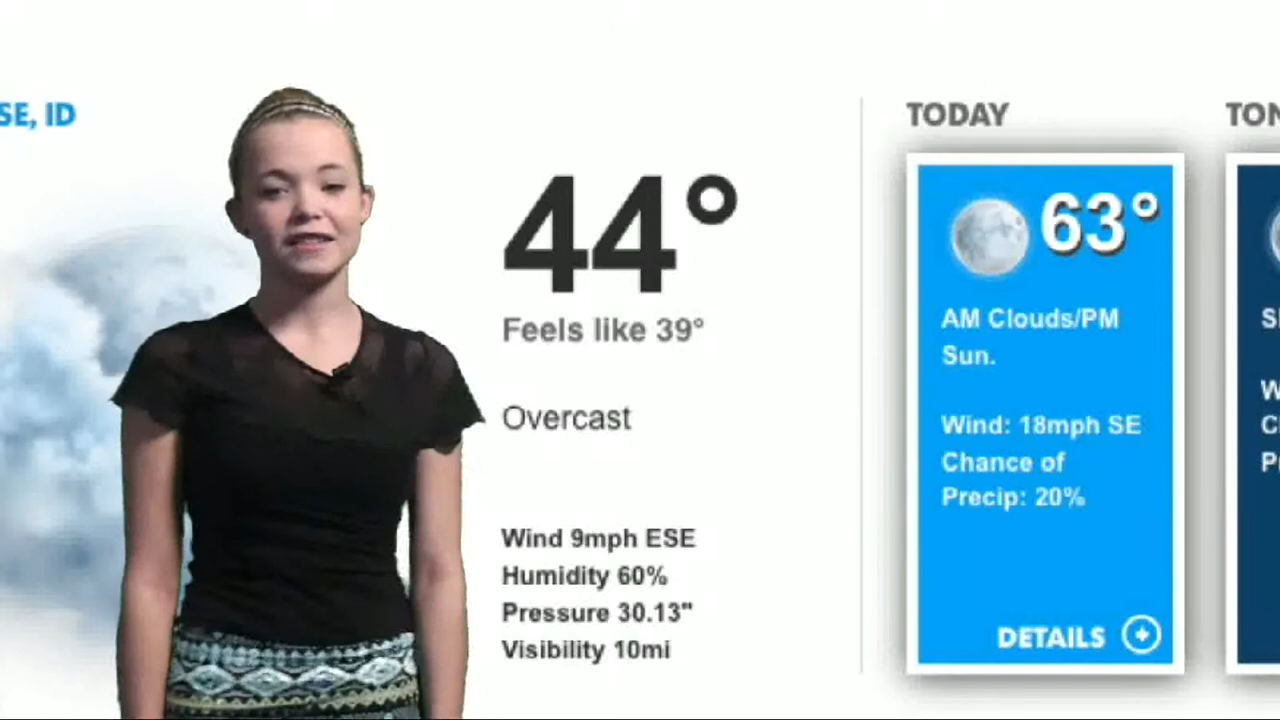 SE, ID
44°
Feels like 39°
Overcast
Wind 9mph ESE
Humidity 60%
Pressure 30.13"
Visibility 10mi
TODAY
63°
AM Clouds/PM
Sun.
Wind: 18mph SE
Chance of
Precip: 20%
DETAILS
TON